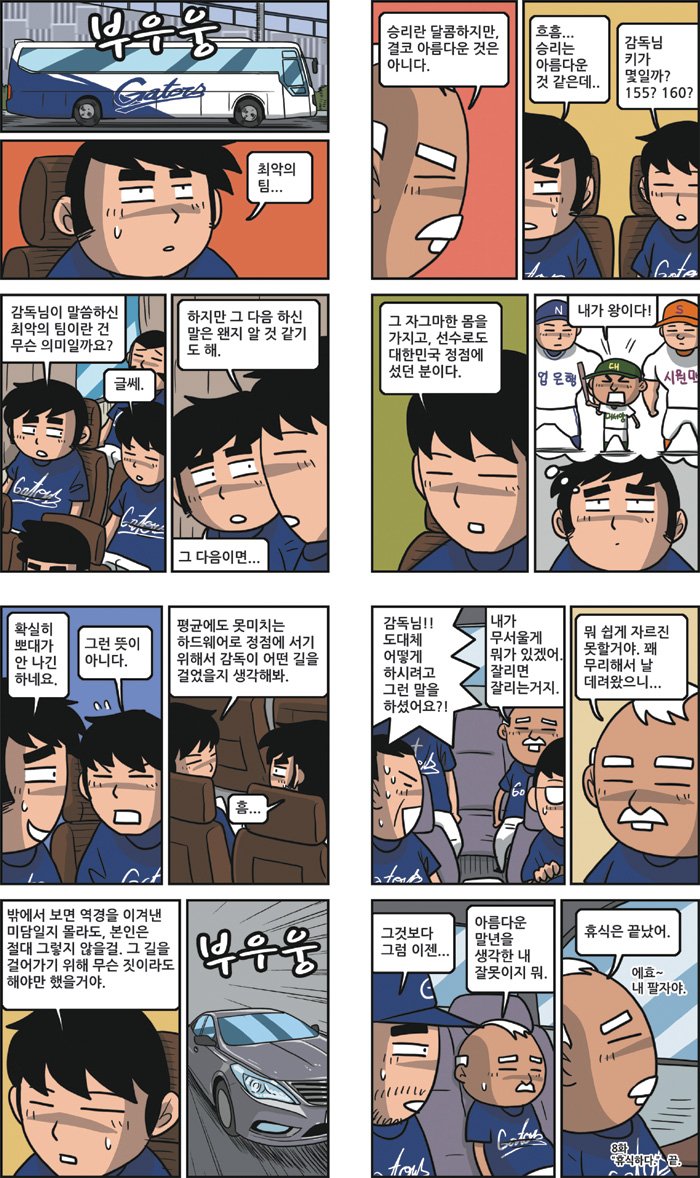 부우웅
Gators
최악의
팀...
감독님이 말씀하신
최악의 팀이란 건
무슨 의미일까요?
글쎄.
Gators
Gators
하지만 그 다음 하신
말은 왠지 알 것 같기
도 해.
그 다음이면...
승리란 달콤하지만,
결코 아름다운 것은
아니다.
흐흠...
승리는
아름다운
것 같은데..
감독님
키가
몇일까?
155? 160?
그 자그마한 몸을
가지고, 선수로도
대한민국 정점에
섰던 분이다.
내가 왕이다!
N
대
S
업은행
시원민
확실히
뼈대가
안 나긴
하네요.
그런 뜻이
아니다.
Gators
평균에도 못미치는
하드웨어로 정점에 서기
위해서 감독이 어떤 길을
걸었을지 생각해봐.
흠...
밖에서 보면 역경을 이겨낸
미담일지 몰라도, 본인은
절대 그렇지 않을걸. 그 길을
걸어가기 위해 무슨 짓이라도
해야만 했을거야.
부우웅
감독님!!
도대체
어떻게
하시려고
그런 말을
하셨어요?!
내가
무서울게
뭐가 있겠어.
잘리면
잘리는거지.
뭐 쉽게 자르진
못할거야. 꽤
무리해서 날
데려왔으니...
그것보다
그럼 이젠...
아름다운
말년을
생각한 내
잘못이지 뭐.
Gators
휴식은 끝났어.
에효~
내 팔자야.
8화
"휴식하다." 끝.